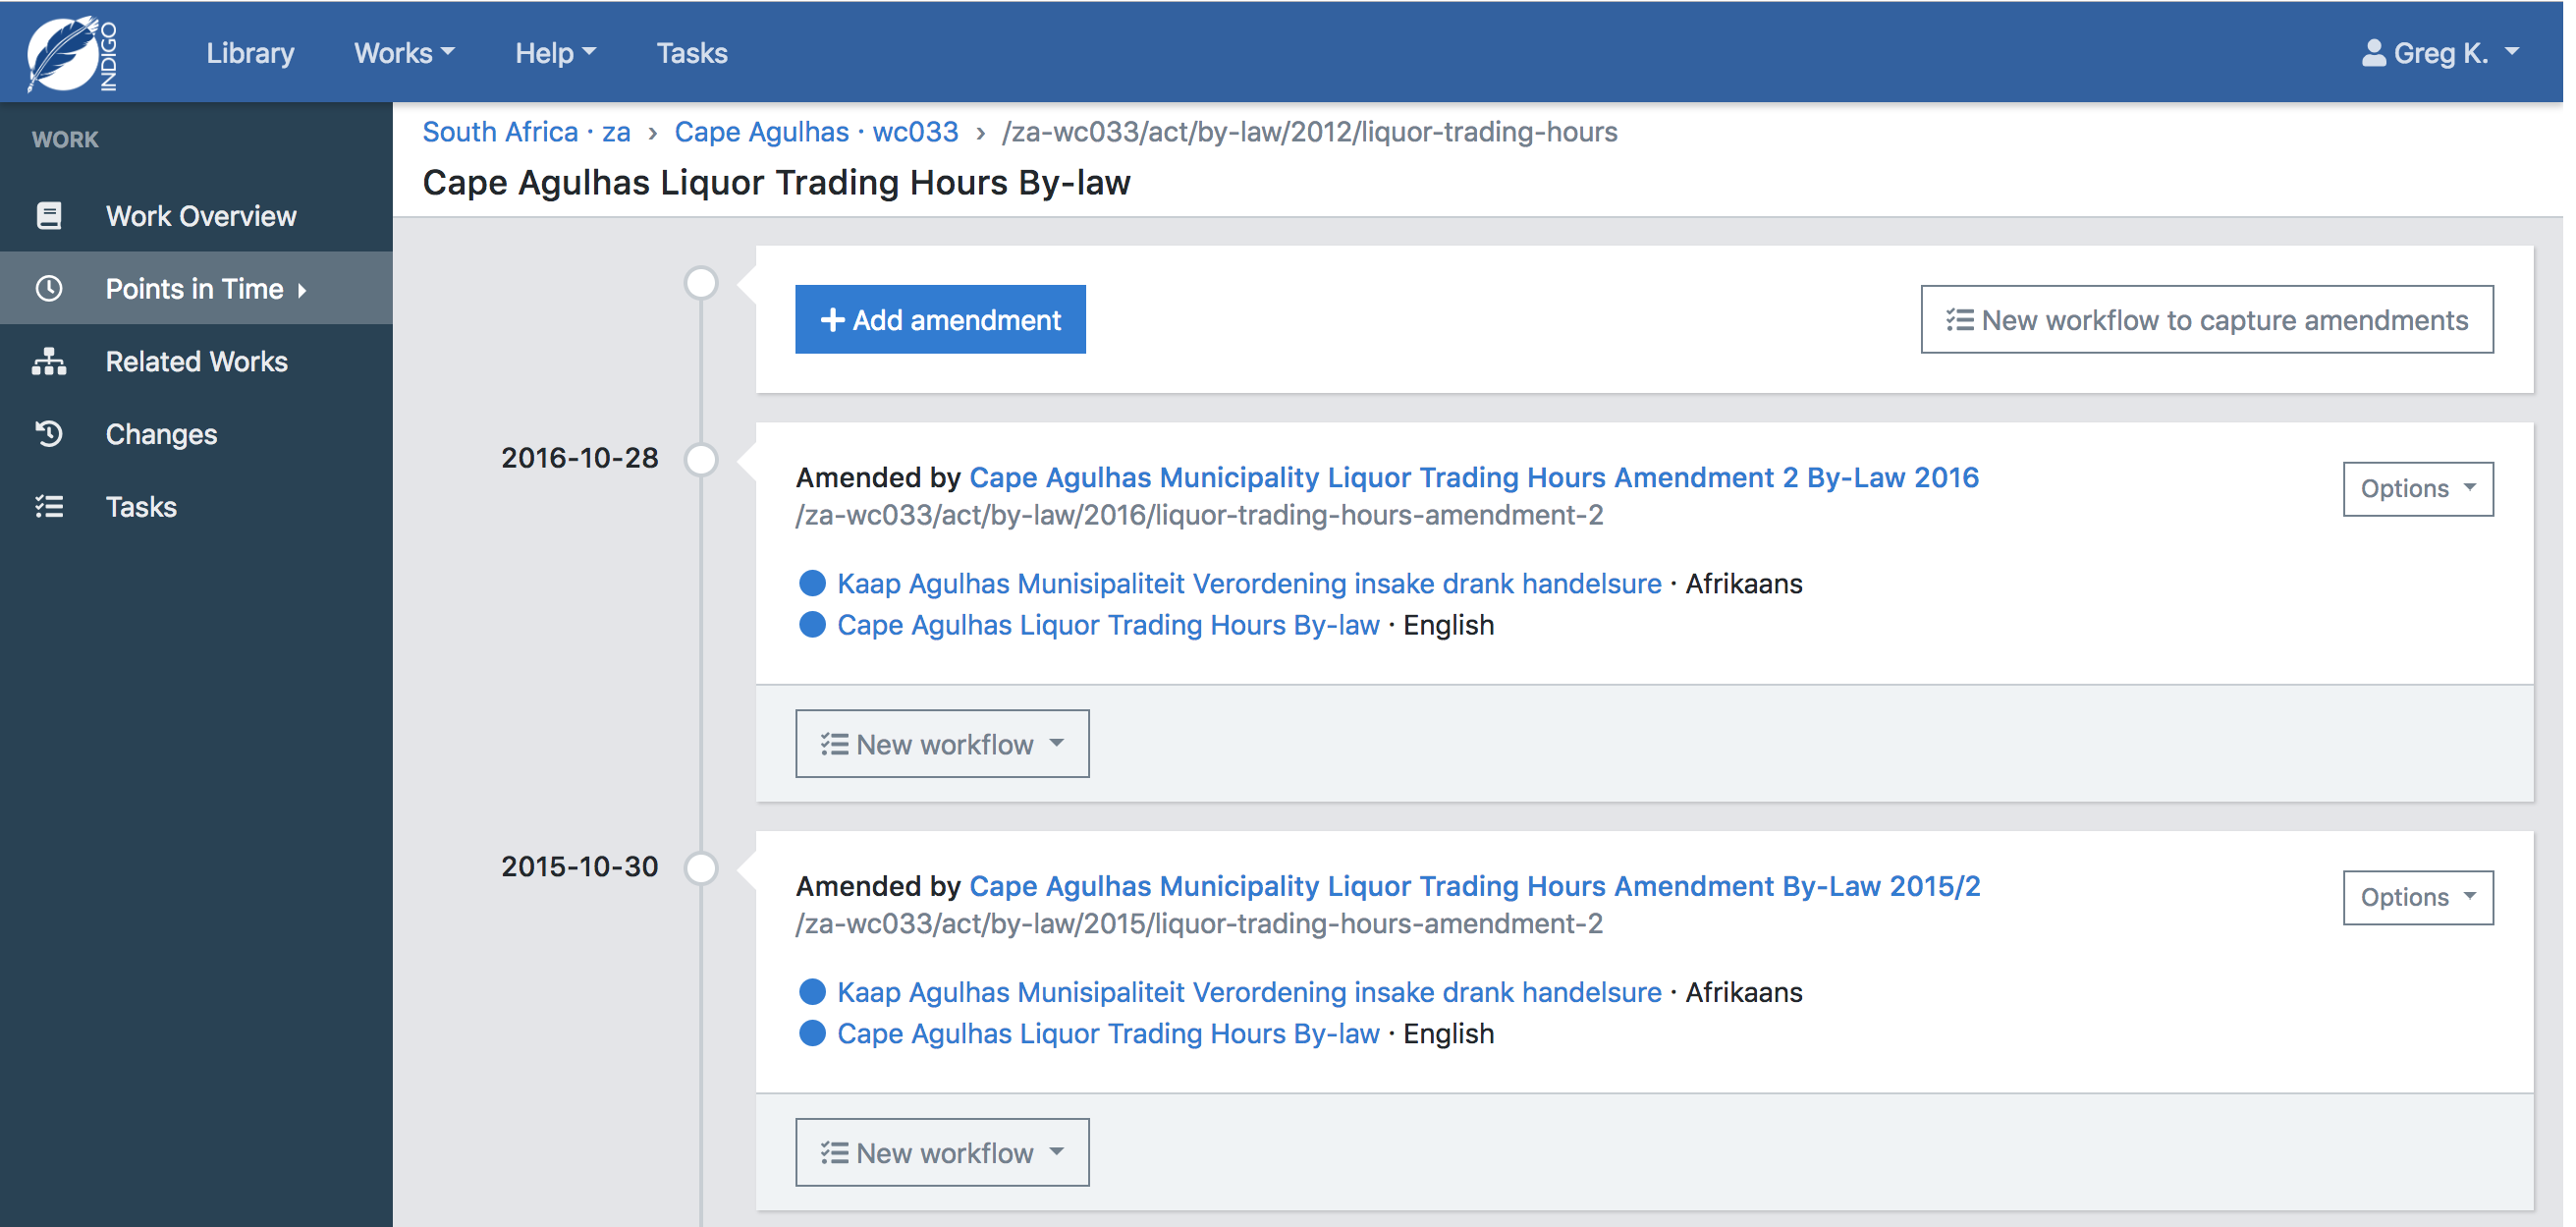 INDIGO
Library Works Help Tasks Greg K.
WORK
Work Overview
Points in Time
Related Works
Changes
Tasks
South Africa · za › Cape Agulhas · wc033 › /za-wc033/act/by-law/2012/liquor-trading-hours
Cape Agulhas Liquor Trading Hours By-law
Add amendment
New workflow to capture amendments
2016-10-28
Amended by Cape Agulhas Municipality Liquor Trading Hours Amendment 2 By-Law 2016
Options
/za-wc033/act/by-law/2016/liquor-trading-hours-amendment-2
Kaap Agulhas Munisipaliteit Verordening insake drank handelsure · Afrikaans
Cape Agulhas Liquor Trading Hours By-law · English
New workflow
2015-10-30
Amended by Cape Agulhas Municipality Liquor Trading Hours Amendment By-Law 2015/2
Options
/za-wc033/act/by-law/2015/liquor-trading-hours-amendment-2
Kaap Agulhas Munisipaliteit Verordening insake drank handelsure · Afrikaans
Cape Agulhas Liquor Trading Hours By-law · English
New workflow